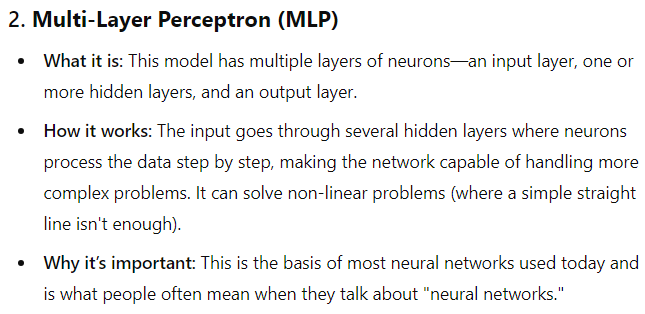 2. Multi-Layer Perceptron (MLP)
• What it is: This model has multiple layers of neurons—an input layer, one or
more hidden layers, and an output layer.
• How it works: The input goes through several hidden layers where neurons
process the data step by step, making the network capable of handling more
complex problems. It can solve non-linear problems (where a simple straight
line isn't enough).
• Why it’s important: This is the basis of most neural networks used today and
is what people often mean when they talk about "neural networks."